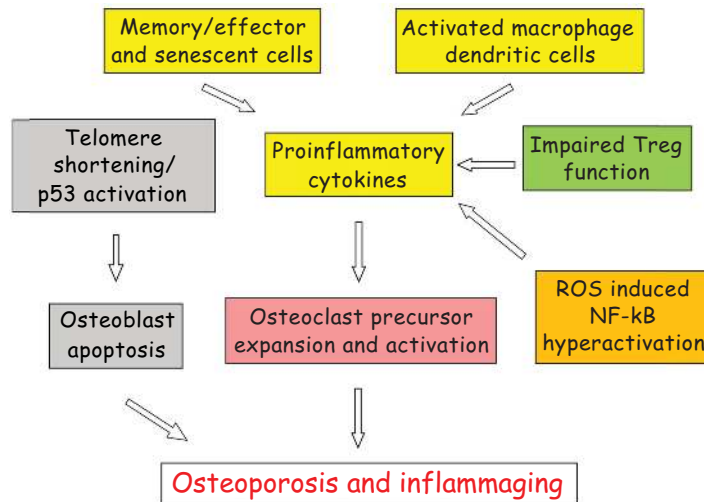 Memory/effector
and senescent cells
Activated macrophage
dendritic cells
Telomere
shortening/
p53 activation
Proinflammatory
cytokines
Impaired Treg
function
Osteoblast
apoptosis
Osteoclast precursor
expansion and activation
ROS induced
NF-kB
hyperactivation
Osteoporosis and inflammaging